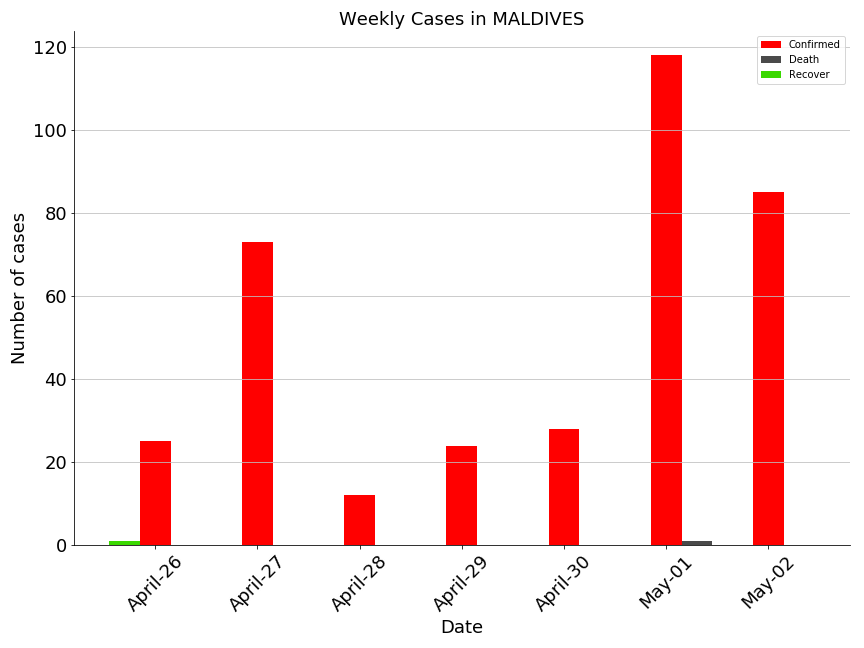 Weekly Cases in MALDIVES
Confirmed
Death
Recover
120
100
80
60
40
20
0
Number of cases
April-26
April-27
April-28
April-29
April-30
May-01
May-02
Date